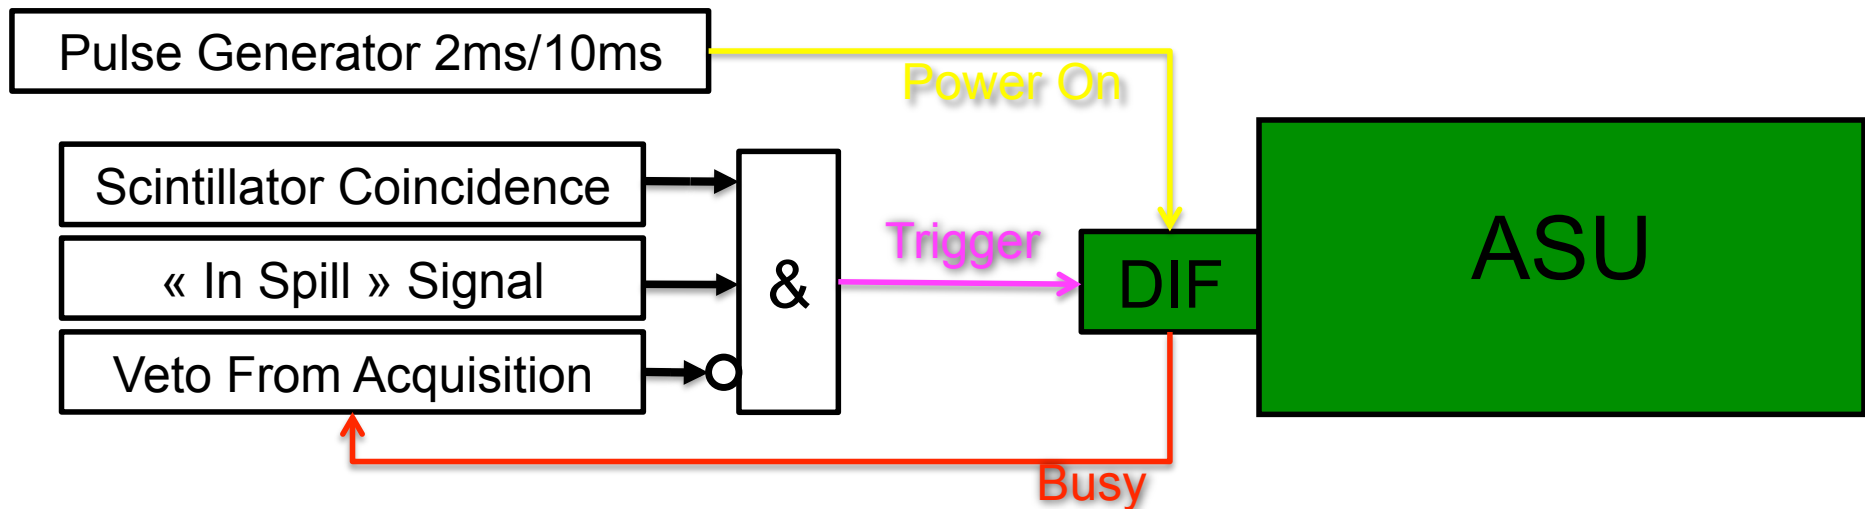 Pulse Generator 2ms/10ms
Power On
Scintillator Coincidence
« In Spill » Signal
Veto From Acquisition
&
Trigger
DIF
ASU
Busy